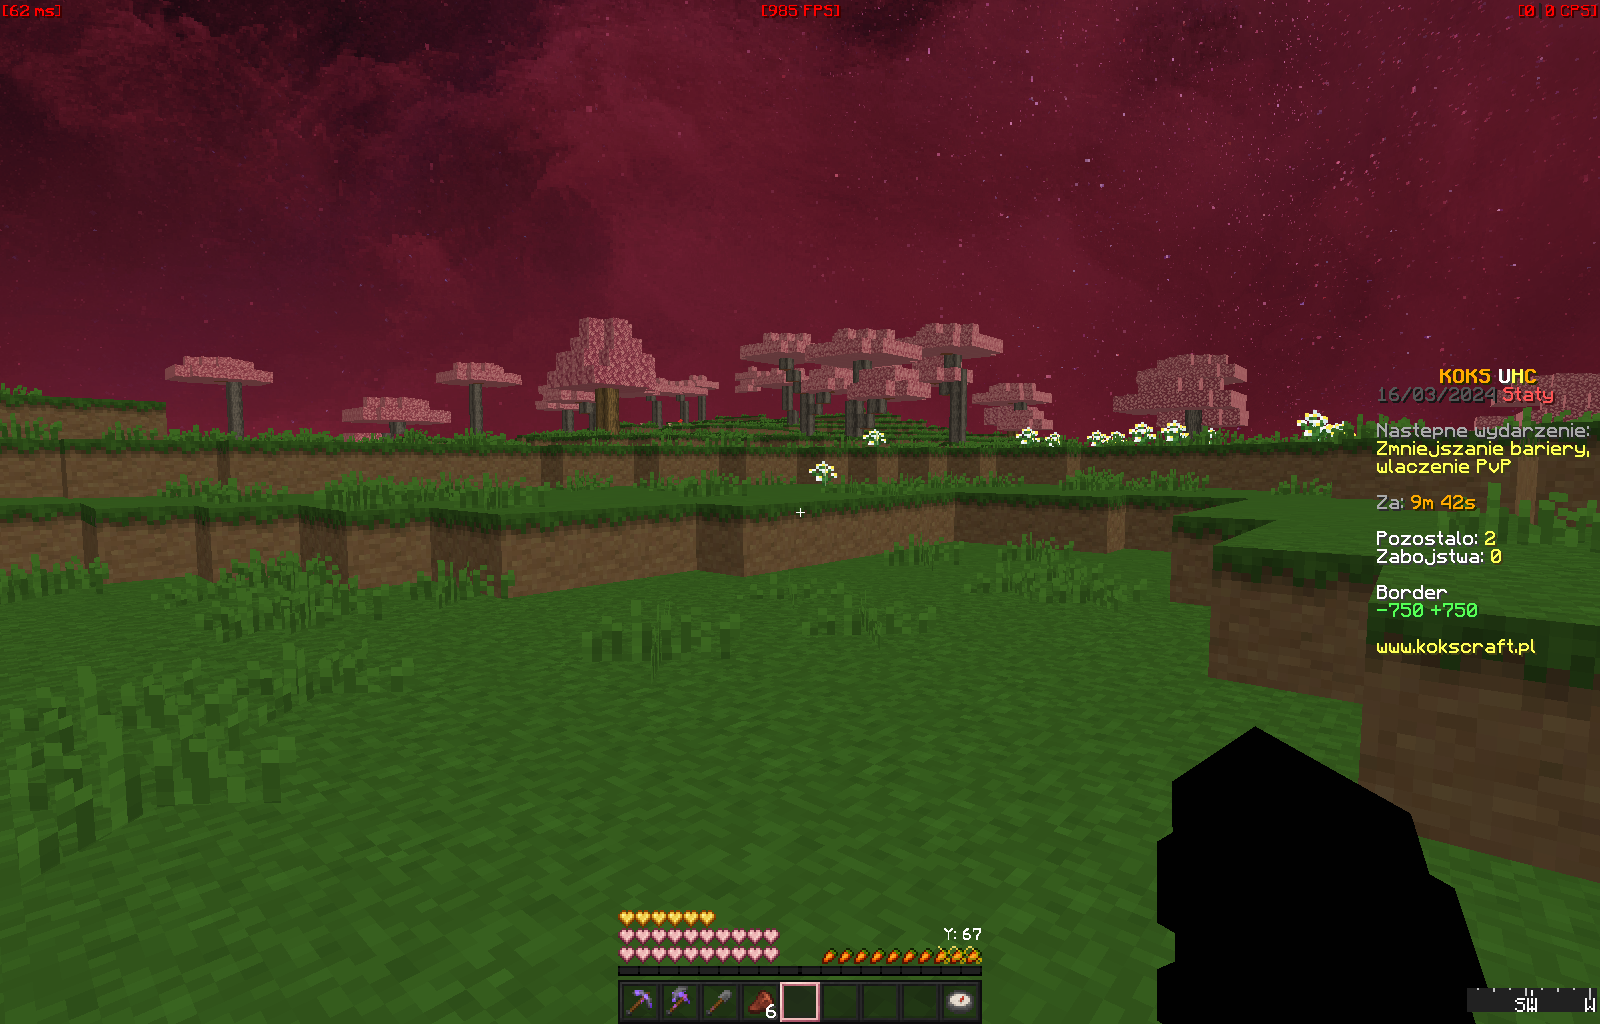 [62 ms]
[985 FPS]
[0 | 0 CPS]
KOKS UHC
16/03/2024 Staty
Nastepne wydarzenie:
Zmniejszanie bariery,
wlaczenie PvP
Za: 9m 42s
Pozostalo: 2
Zabojstwa: 0
Border
-750 +750
www.kokscraft.pl
Y: 67
6
SW
W